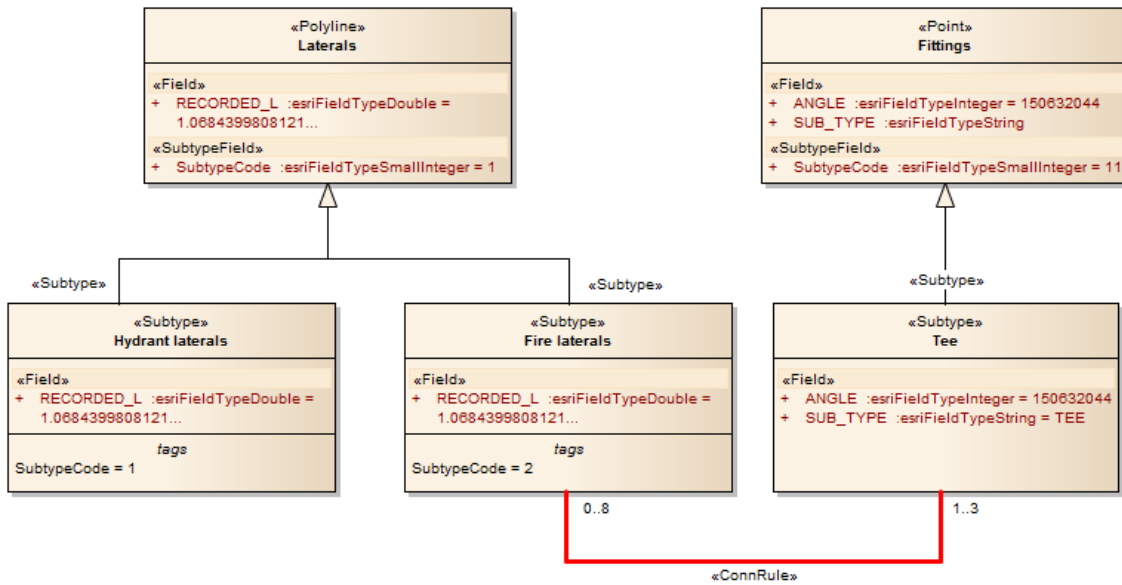 «Polyline»
Laterals
«Field»
+ RECORDED_L :esriFieldTypeDouble =
1.0684399808121...
«SubtypeField»
+ SubtypeCode :esriFieldTypeSmallInteger = 1
«Point»
Fittings
«Field»
+ ANGLE :esriFieldTypeInteger = 150632044
+ SUB_TYPE :esriFieldTypeString
«SubtypeField»
+ SubtypeCode :esriFieldTypeSmallInteger = 11
«Subtype»
«Subtype»
«Subtype»
«Subtype»
Hydrant laterals
«Field»
+ RECORDED_L :esriFieldTypeDouble =
1.0684399808121...
tags
SubtypeCode = 1
«Subtype»
Fire laterals
«Field»
+ RECORDED_L :esriFieldTypeDouble =
1.0684399808121...
tags
SubtypeCode = 2
«Subtype»
Tee
«Field»
+ ANGLE :esriFieldTypeInteger = 150632044
+ SUB_TYPE :esriFieldTypeString = TEE
0..8
1..3
«ConnRule»